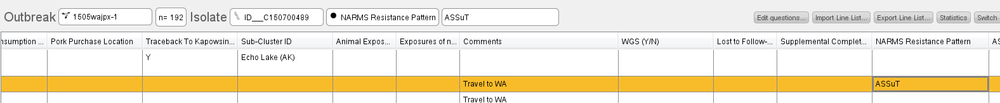 Outbreak 1505wajpx-1 n= 192 Isolate ID___C150700489 NARMS Resistance Pattern ASSuT Edit questions... Import Line List... Export Line List... Statistics Switch
nsumption ... Pork Purchase Location Traceback To Kapowsin... Sub-Cluster ID Animal Expos... Exposures of n... Comments WGS (Y/N) Lost to Follow-... Supplemental Complet... NARMS Resistance Pattern AS
Y Echo Lake (AK)
Travel to WA ASSuT
Travel to WA